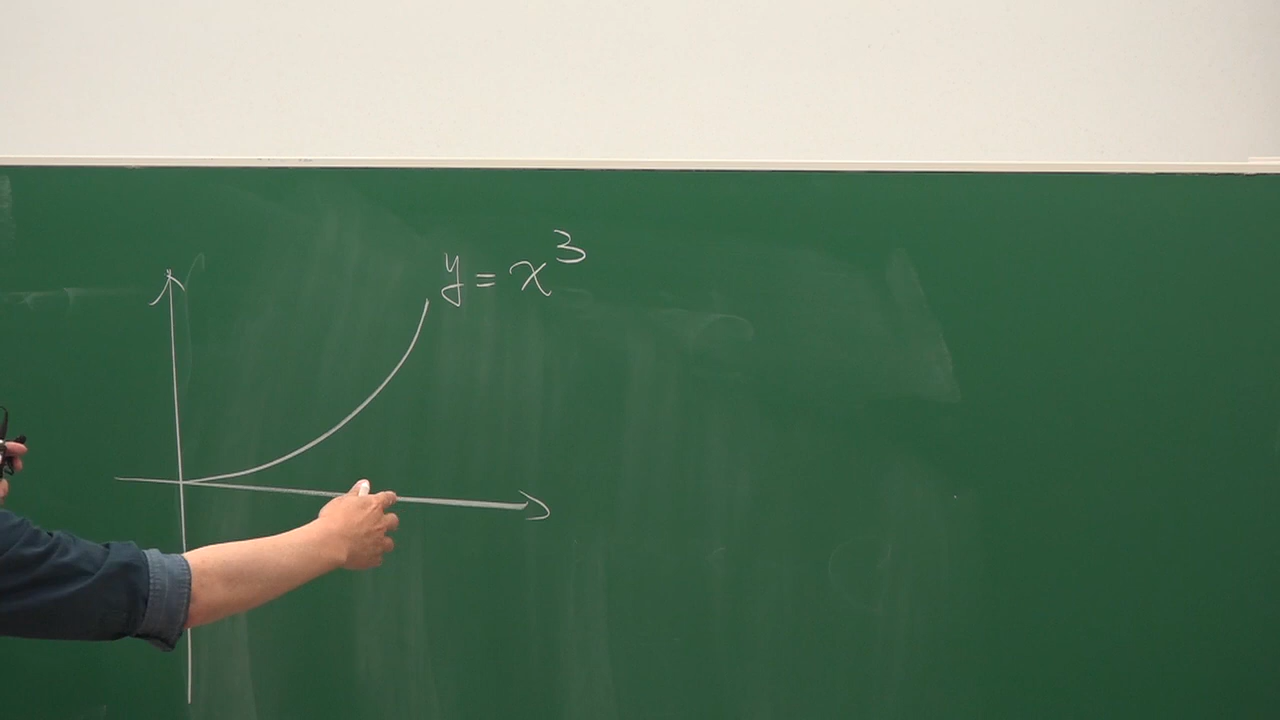 y = x³